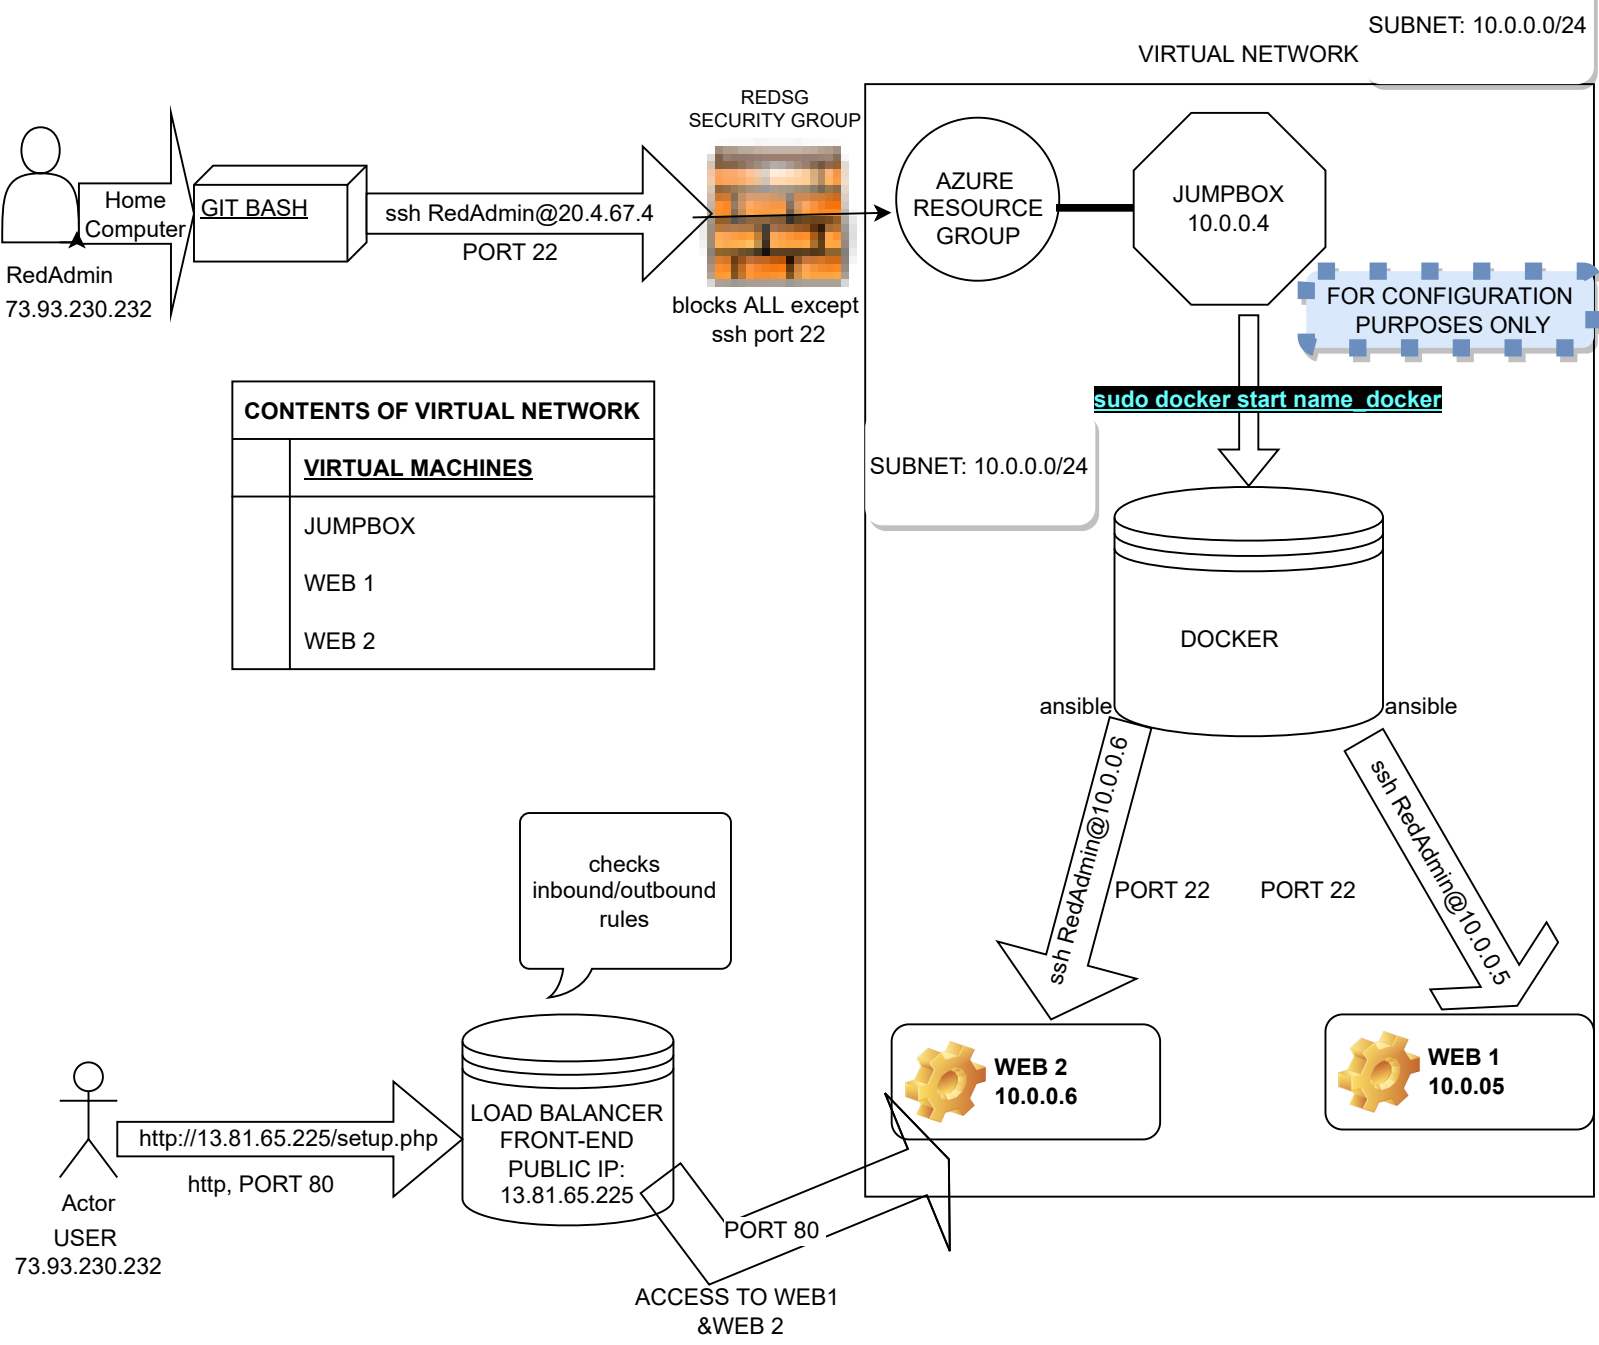 SUBNET: 10.0.0.0/24
VIRTUAL NETWORK
REDSG
SECURITY GROUP
Home
Computer
GIT BASH
ssh RedAdmin@20.4.67.4
PORT 22
RedAdmin
73.93.230.232
blocks ALL except
ssh port 22
AZURE
RESOURCE
GROUP
JUMPBOX
10.0.0.4
FOR CONFIGURATION
PURPOSES ONLY
sudo docker start name_docker
CONTENTS OF VIRTUAL NETWORK
VIRTUAL MACHINES
JUMPBOX
WEB 1
WEB 2
SUBNET: 10.0.0.0/24
DOCKER
ansible
ansible
ssh RedAdmin@10.0.0.6
ssh RedAdmin@10.0.0.5
PORT 22
PORT 22
checks
inbound/outbound
rules
WEB 2
10.0.0.6
WEB 1
10.0.05
http://13.81.65.225/setup.php
http, PORT 80
LOAD BALANCER
FRONT-END
PUBLIC IP:
13.81.65.225
Actor
USER
73.93.230.232
PORT 80
ACCESS TO WEB1
&WEB 2